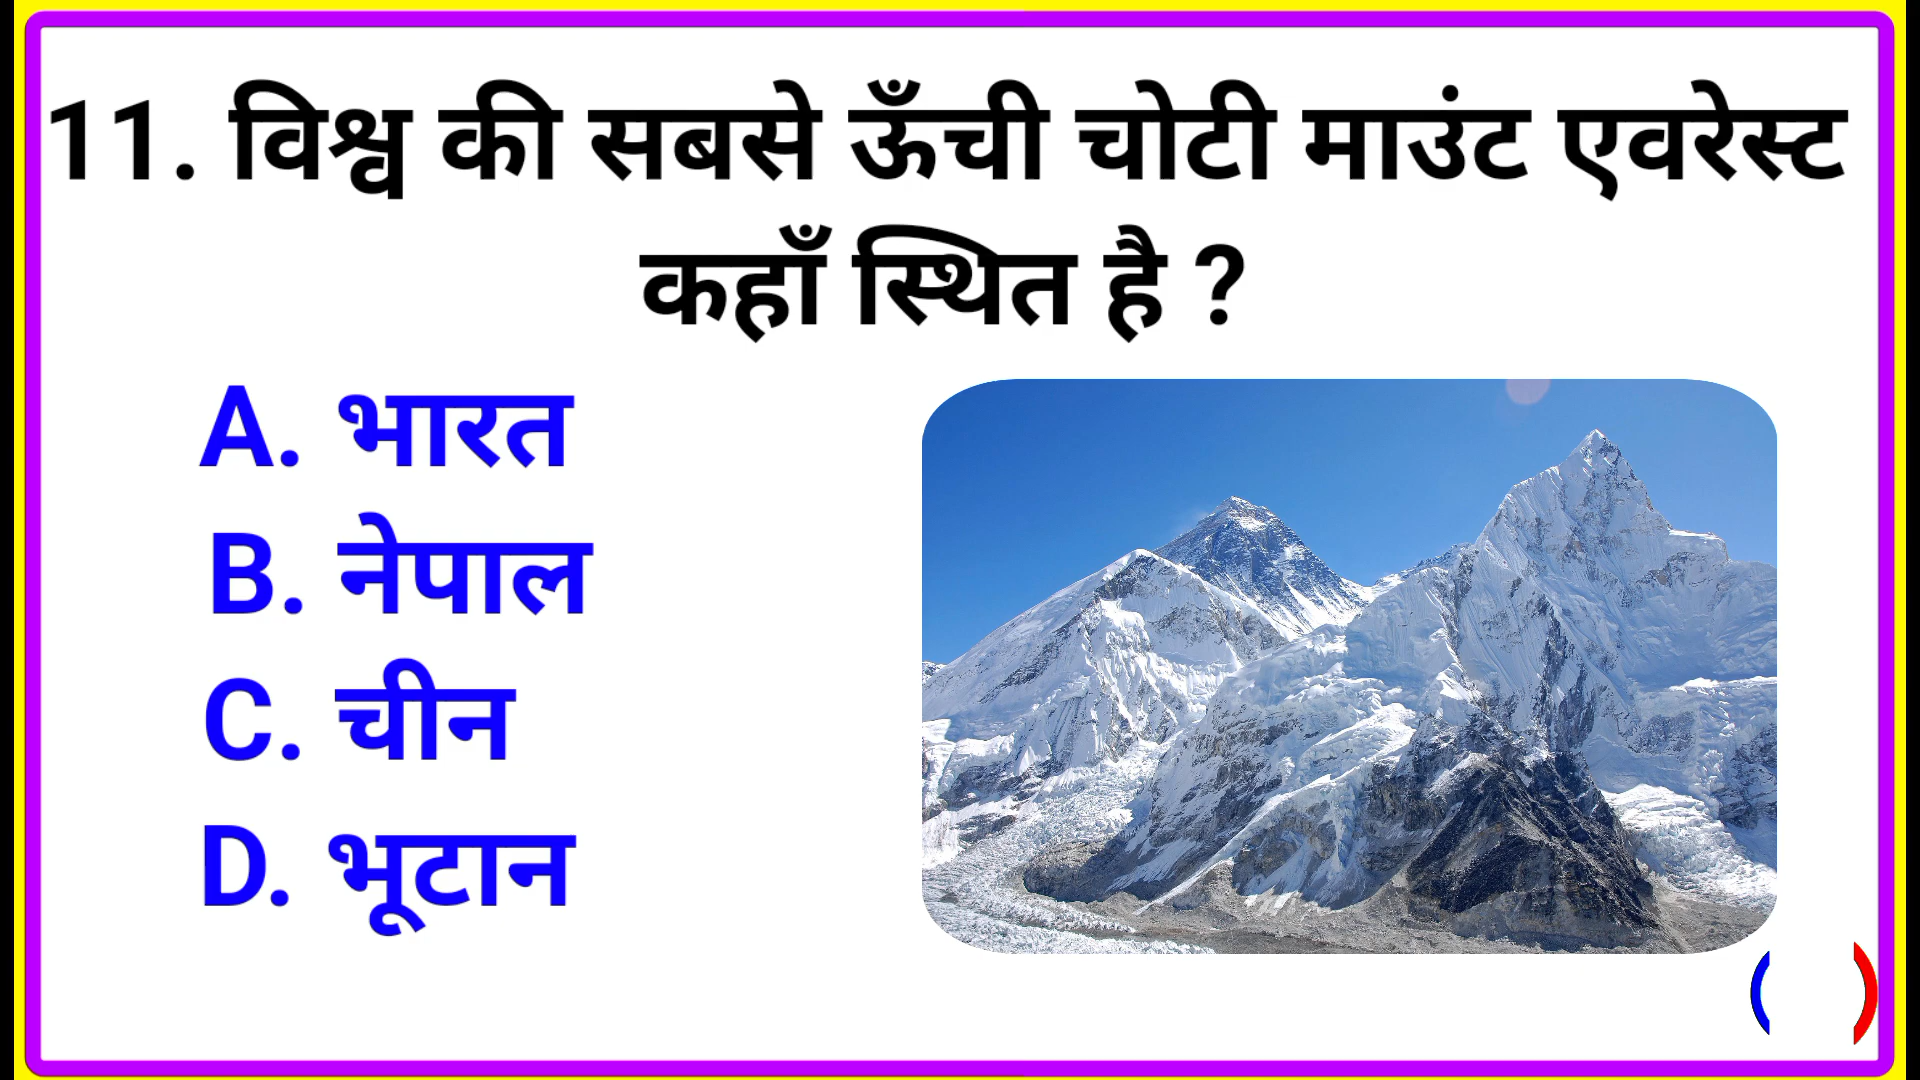 11. विश्व की सबसे ऊँची चोटी माउंट एवरेस्ट
कहाँ स्थित है ?
A. भारत
B. नेपाल
C. चीन
D. भूटान